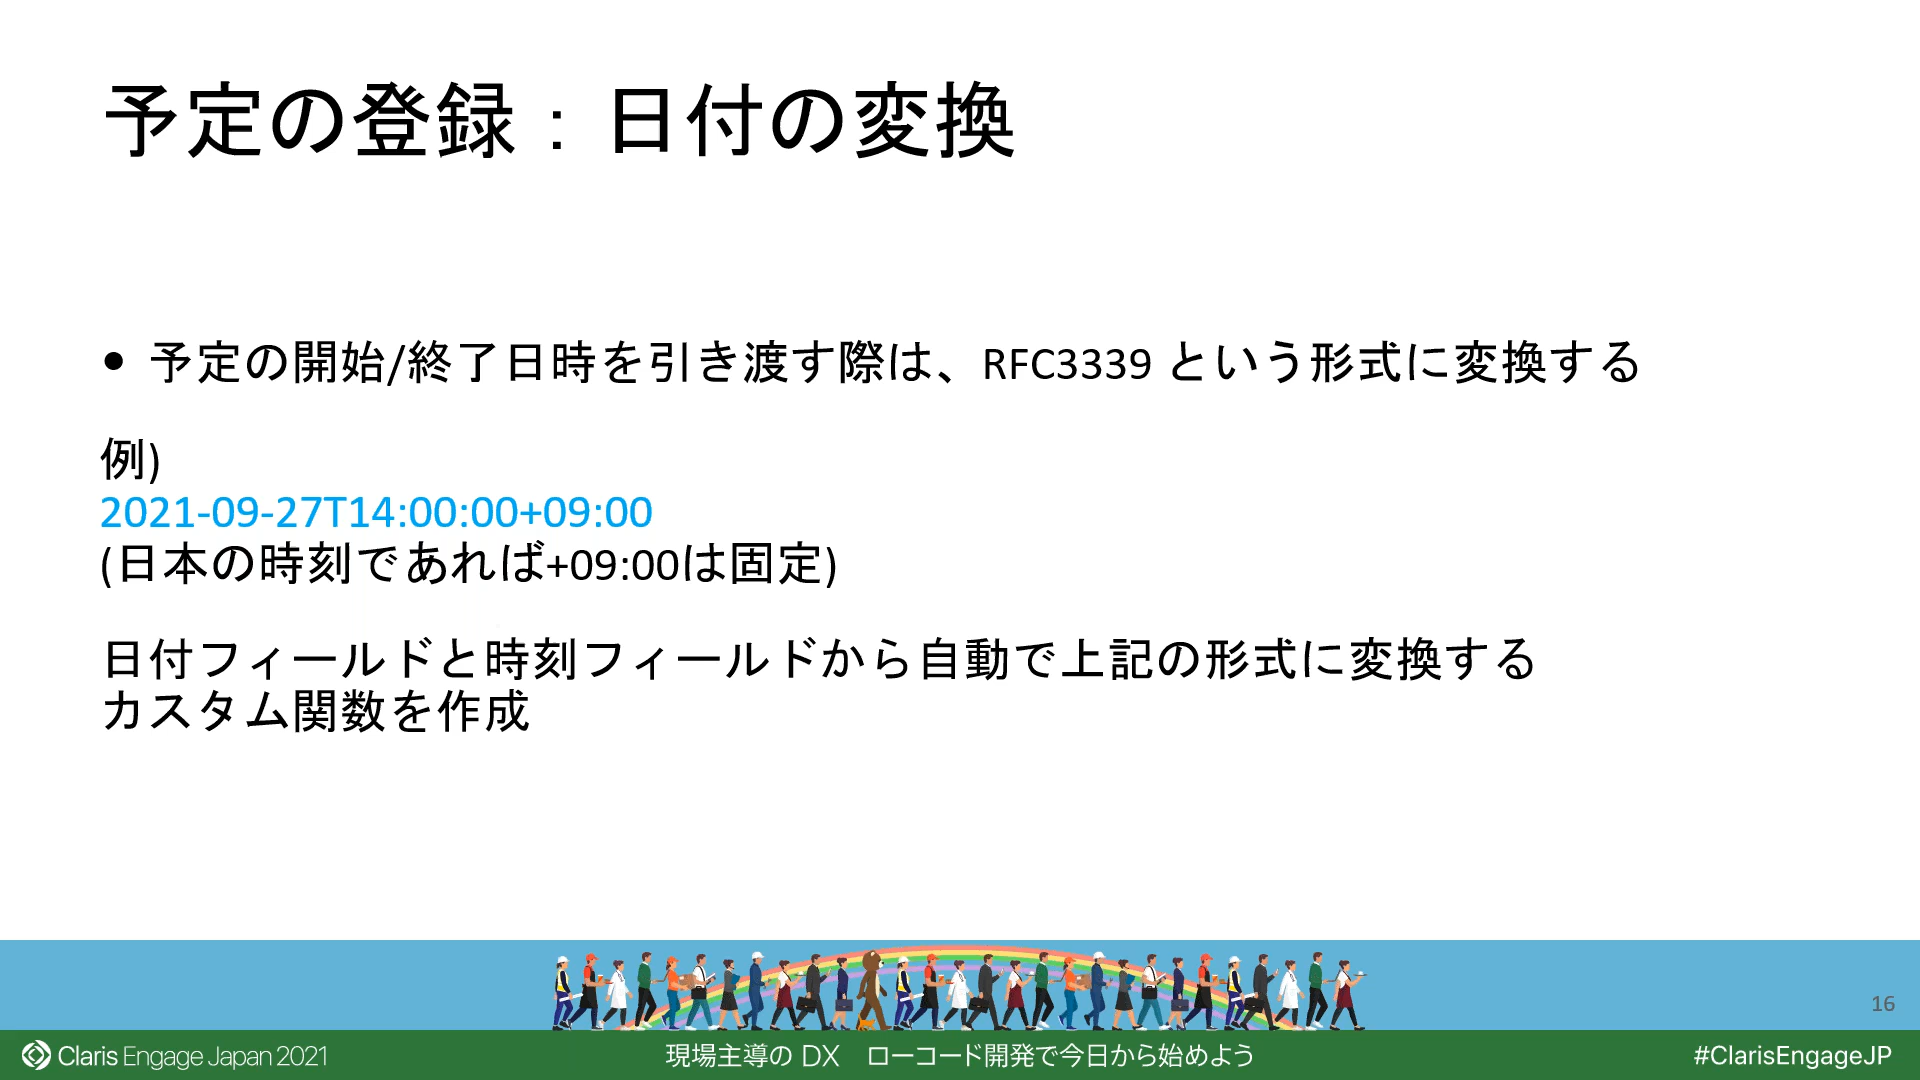 予定の登録：日付の変換
• 予定の開始/終了日時を引き渡す際は、RFC3339 という形式に変換する
例)
2021-09-27T14:00:00+09:00
(日本の時刻であれば+09:00は固定)
日付フィールドと時刻フィールドから自動で上記の形式に変換する
カスタム関数を作成
16
Claris Engage Japan 2021
現場主導の DX　ローコード開発で今日から始めよう
#ClarisEngageJP